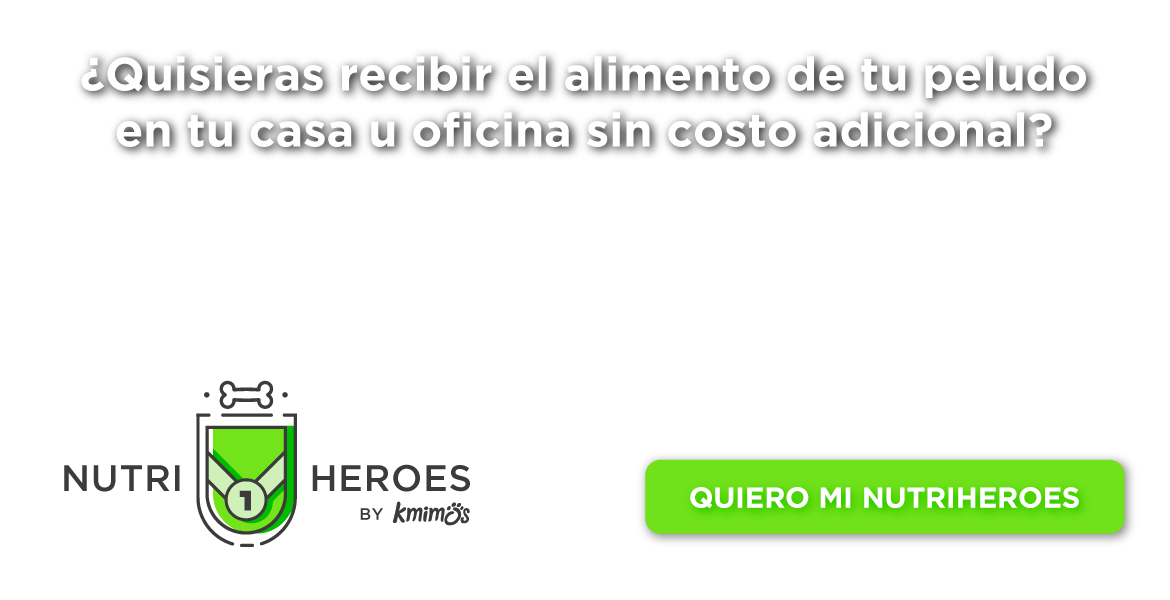 ¿Quisieras recibir el alimento de tu peludo
en tu casa u oficina sin costo adicional?
NUTRI 1 HEROES
BY kmimos
QUIERO MI NUTRIHEROES